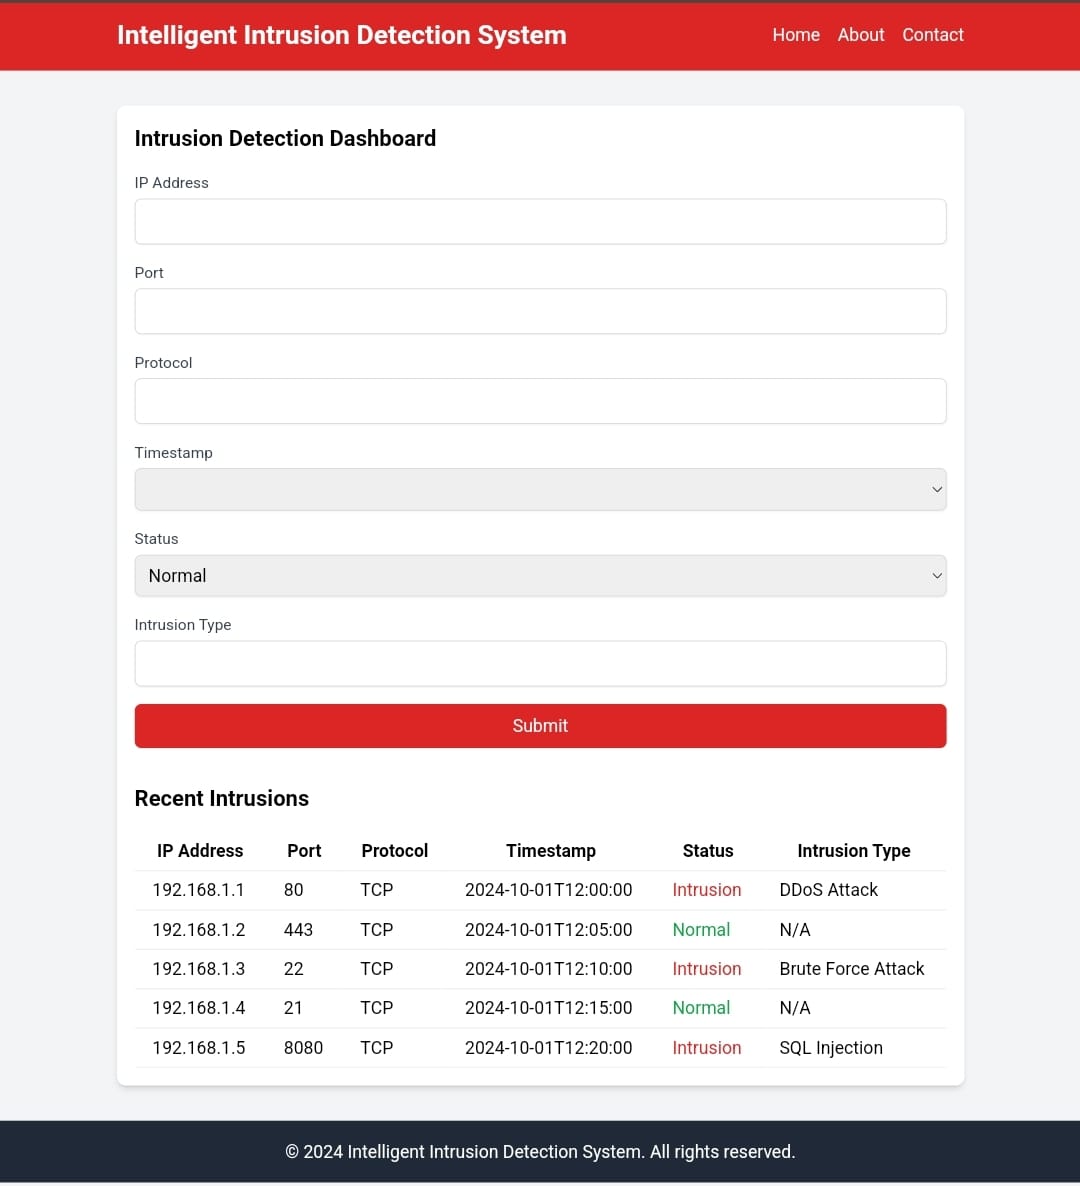 Intelligent Intrusion Detection System Home About Contact
Intrusion Detection Dashboard
IP Address
Port
Protocol
Timestamp
Status
Normal
Intrusion Type
Submit
Recent Intrusions
IP Address Port Protocol Timestamp Status Intrusion Type
192.168.1.1 80 TCP 2024-10-01T12:00:00 Intrusion DDoS Attack
192.168.1.2 443 TCP 2024-10-01T12:05:00 Normal N/A
192.168.1.3 22 TCP 2024-10-01T12:10:00 Intrusion Brute Force Attack
192.168.1.4 21 TCP 2024-10-01T12:15:00 Normal N/A
192.168.1.5 8080 TCP 2024-10-01T12:20:00 Intrusion SQL Injection
© 2024 Intelligent Intrusion Detection System. All rights reserved.